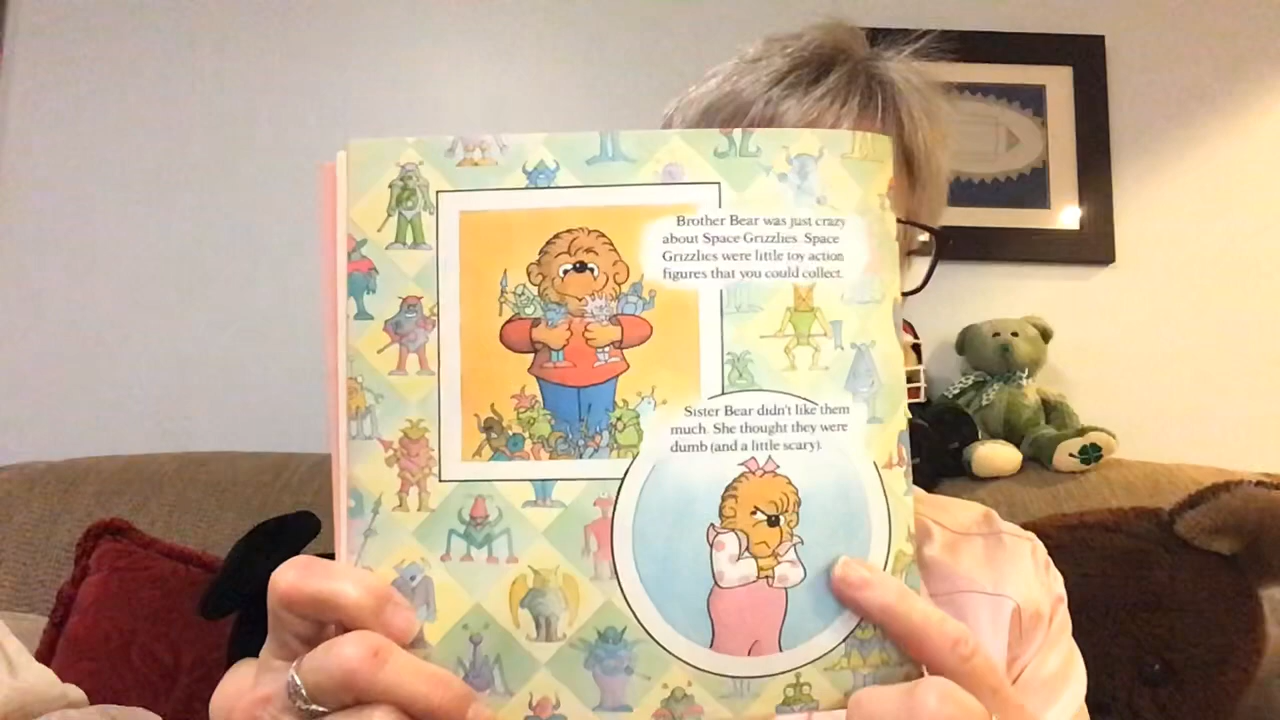 Brother Bear was just crazy
about Space Grizzlies. Space
Grizzlies were little toy action
figures that you could collect.
Sister Bear didn't like them
much. She thought they were
dumb (and a little scary).